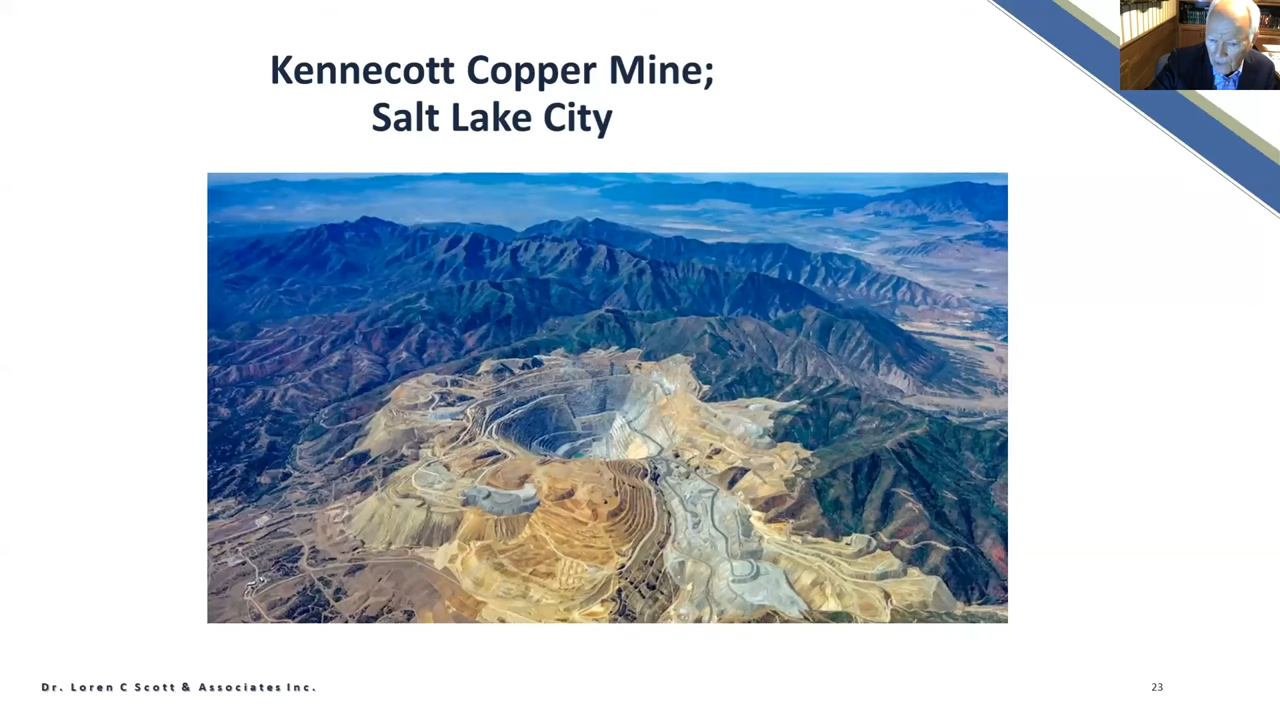 Kennecott Copper Mine;
Salt Lake City
Dr. Loren C Scott & Associates Inc.
23